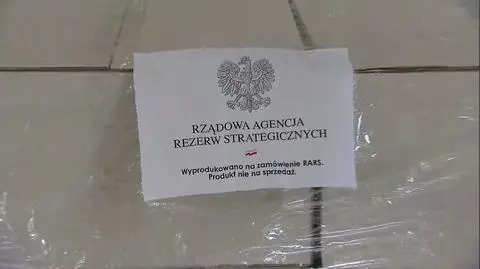 RZĄDOWA AGENCJA
REZERW STRATEGICZNYCH
Wyprodukowano na zamówienie RARS.
Produkt nie na sprzedaż.